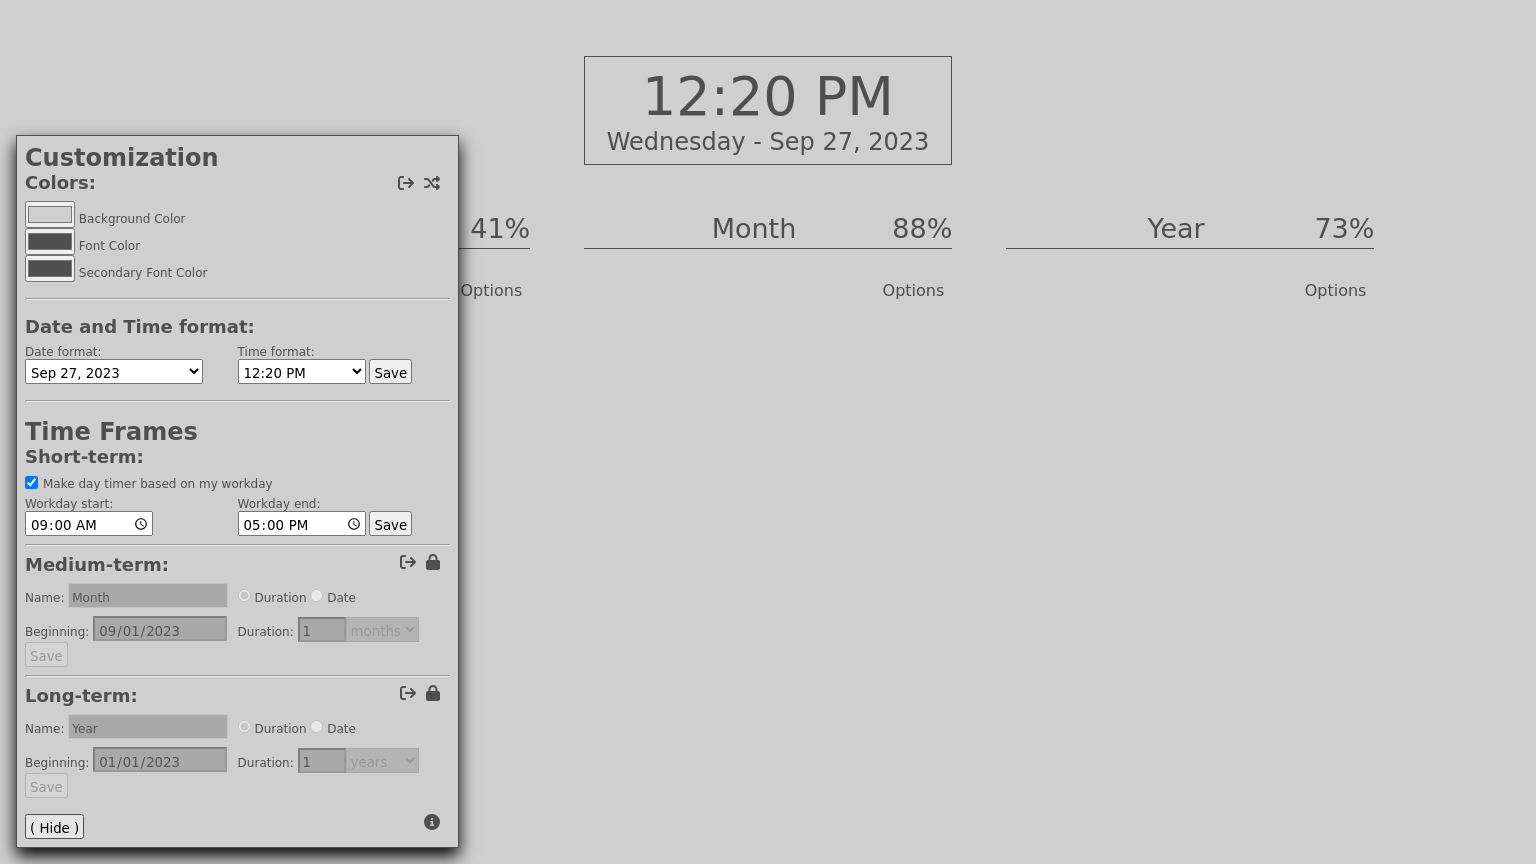 12:20 PM
Wednesday - Sep 27, 2023
41%
Options
Month 88%
Options
Year 73%
Options
Customization
Colors:
Background Color
Font Color
Secondary Font Color
Date and Time format:
Date format: Time format:
Sep 27, 2023 12:20 PM Save
Time Frames
Short-term:
Make day timer based on my workday
Workday start: Workday end:
09:00 AM 05:00 PM Save
Medium-term:
Name: Month Duration Date
Beginning: 09/01/2023 Duration: 1 months
Save
Long-term:
Name: Year Duration Date
Beginning: 01/01/2023 Duration: 1 years
Save
( Hide )